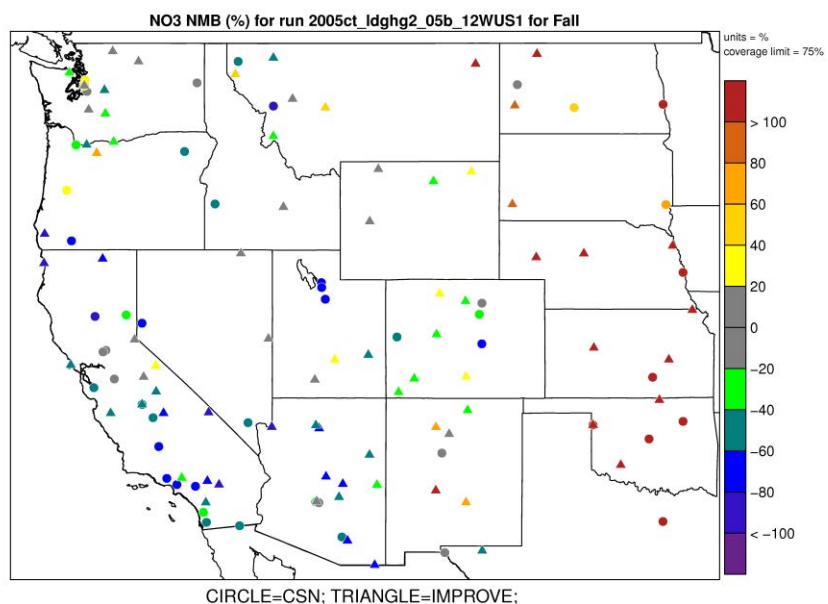 NO3 NMB (%) for run 2005ct_ldghg2_05b_12WUS1 for Fall
units = %
coverage limit = 75%
> 100
80
60
40
20
0
−20
−40
−60
−80
< −100
CIRCLE=CSN; TRIANGLE=IMPROVE;